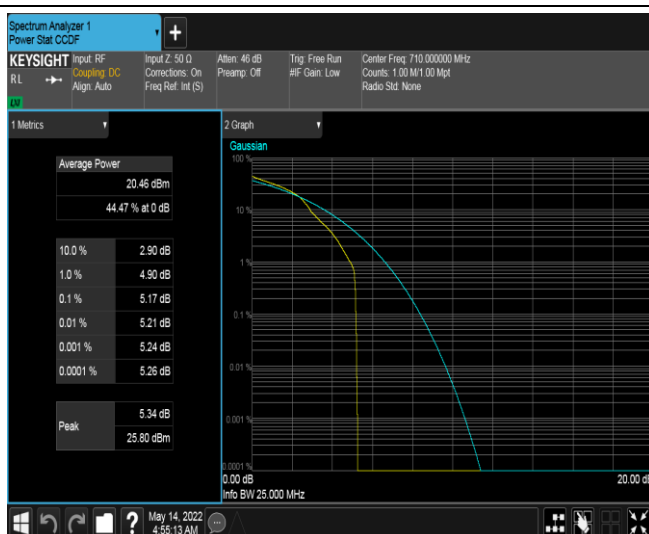 Spectrum Analyzer 1
Power Stat CCDF
KEYSIGHT
RL
Input: RF
Coupling: DC
Align: Auto
Input Z: 50 Ω
Corrections: On
Freq Ref: Int (S)
Atten: 46 dB
Preamp: Off
Trig: Free Run
#IF Gain: Low
Center Freq: 710.000000 MHz
Counts: 1.00 M/1.00 Mpt
Radio Std: None
1 Metrics
Average Power
20.46 dBm
44.47 % at 0 dB
10.0 % 2.90 dB
1.0 % 4.90 dB
0.1 % 5.17 dB
0.01 % 5.21 dB
0.001 % 5.24 dB
0.0001 % 5.26 dB
Peak
5.34 dB
25.80 dBm
2 Graph
Gaussian
100 %
10 %
1 %
0.1 %
0.01 %
0.001 %
0.0001 %
0.00 dB
20.00 dB
Info BW 25.000 MHz
?
May 14, 2022
4:55:13 AM